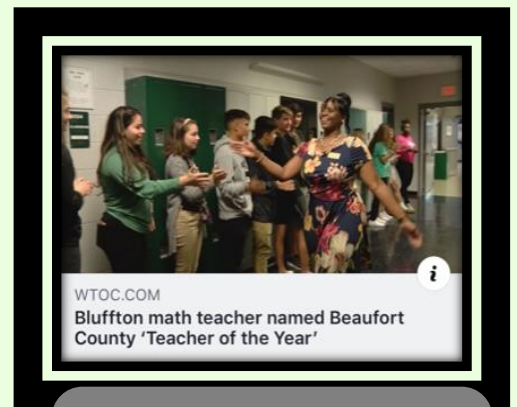 WTOC.COM
Bluffton math teacher named Beaufort
County ‘Teacher of the Year’